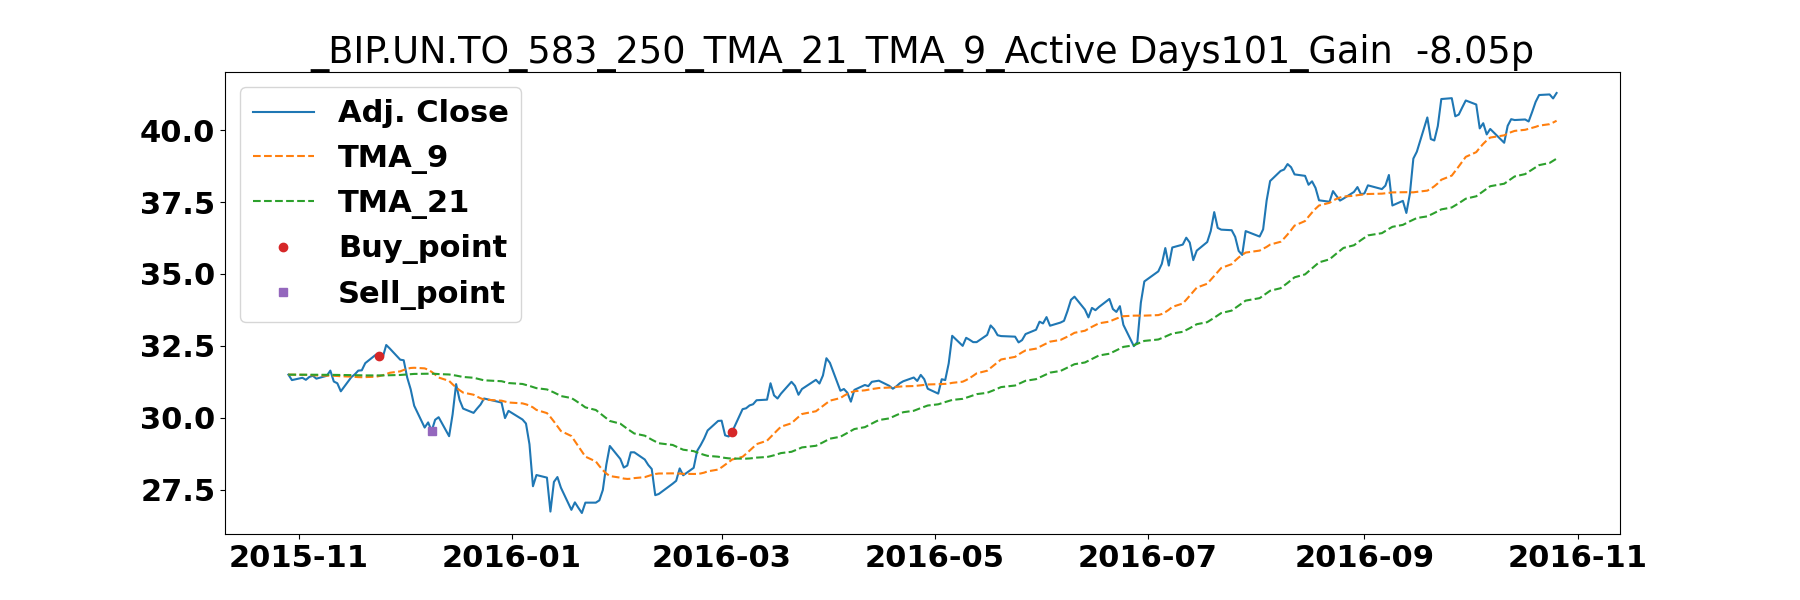 _BIP.UN.TO_583_250_TMA_21_TMA_9_Active Days101_Gain  -8.05p
Adj. Close
TMA_9
TMA_21
Buy_point
Sell_point
40.0
37.5
35.0
32.5
30.0
27.5
2015-11 2016-01 2016-03 2016-05 2016-07 2016-09 2016-11